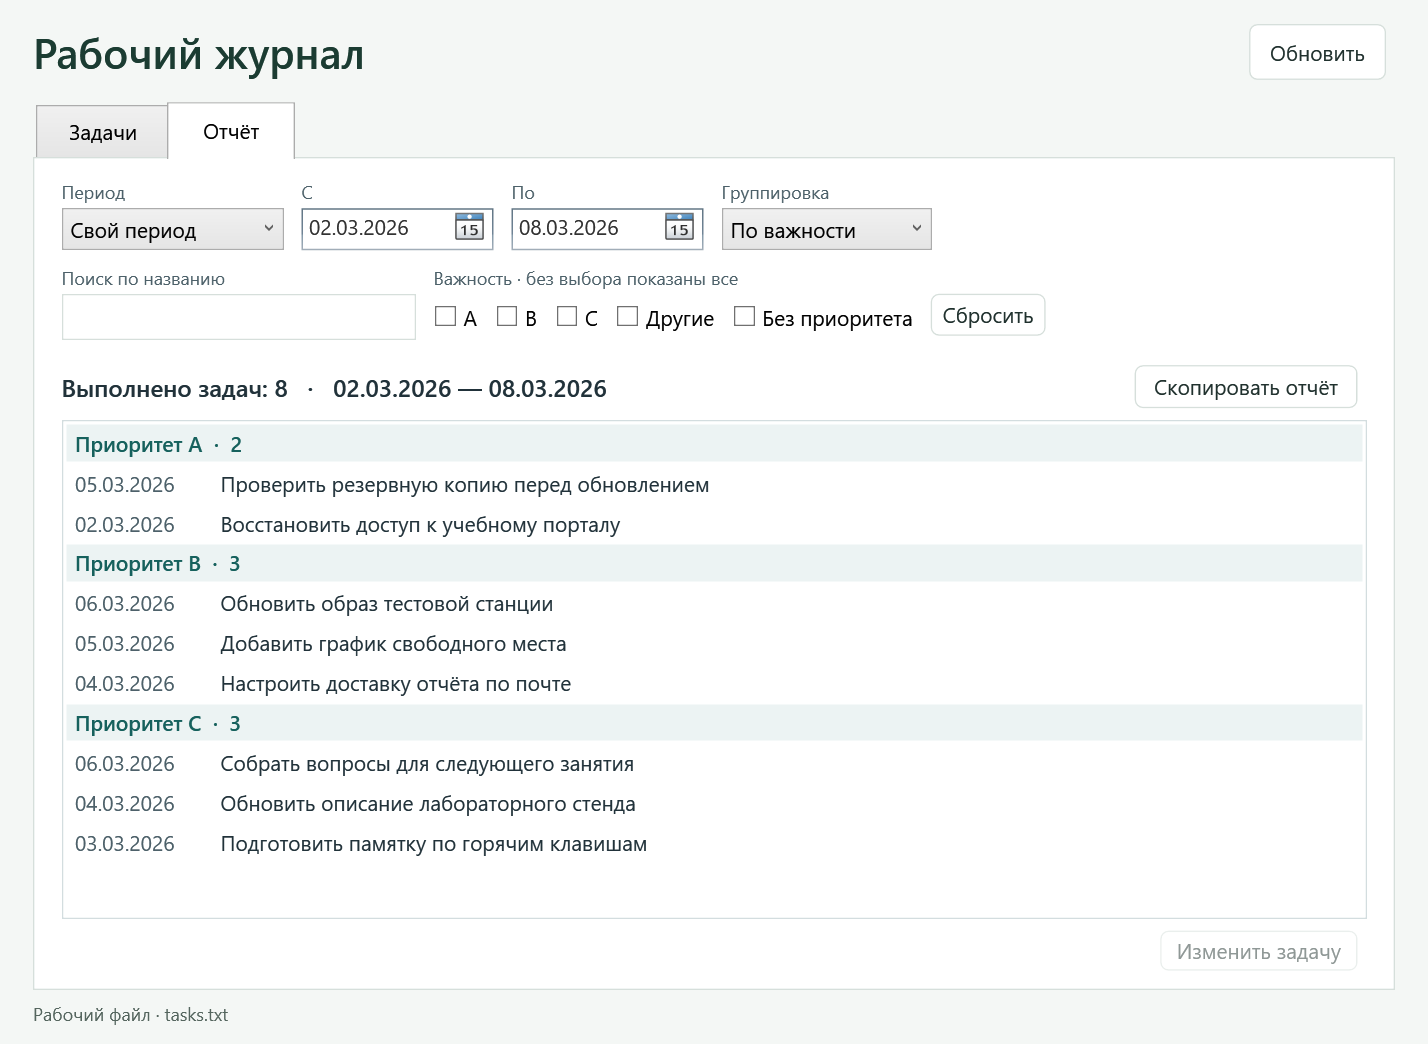 Рабочий журнал
Обновить
Задачи
Отчёт
Период
С
По
Группировка
Свой период
02.03.2026
15
08.03.2026
15
По важности
Поиск по названию
Важность · без выбора показаны все
A
B
C
Другие
Без приоритета
Сбросить
Выполнено задач: 8 · 02.03.2026 — 08.03.2026
Скопировать отчёт
Приоритет A · 2
05.03.2026 Проверить резервную копию перед обновлением
02.03.2026 Восстановить доступ к учебному порталу
Приоритет B · 3
06.03.2026 Обновить образ тестовой станции
05.03.2026 Добавить график свободного места
04.03.2026 Настроить доставку отчёта по почте
Приоритет C · 3
06.03.2026 Собрать вопросы для следующего занятия
04.03.2026 Обновить описание лабораторного стенда
03.03.2026 Подготовить памятку по горячим клавишам
Изменить задачу
Рабочий файл · tasks.txt